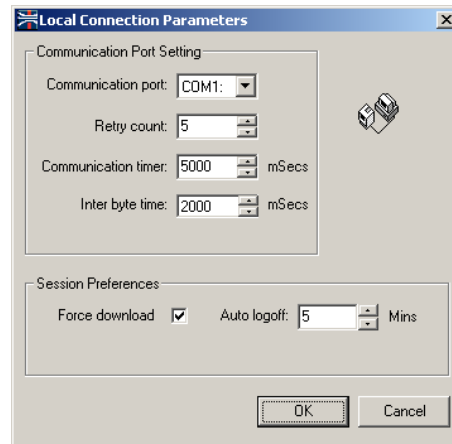 Local Connection Parameters
Communication Port Setting
Communication port: COM1:
Retry count: 5
Communication timer: 5000 mSecs
Inter byte time: 2000 mSecs
Session Preferences
Force download Auto logoff: 5 Mins
OK Cancel